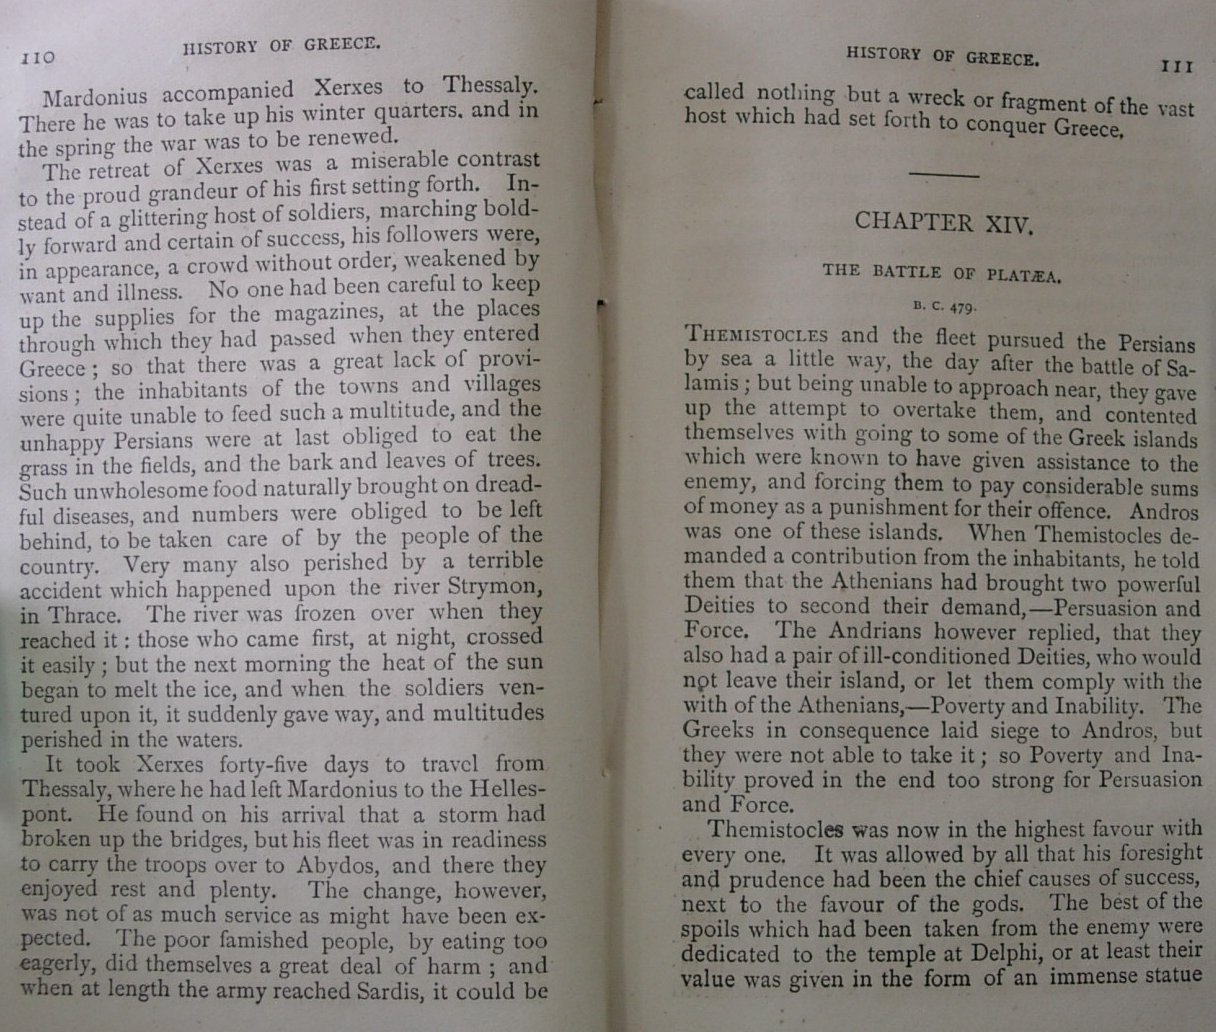 110
HISTORY OF GREECE.
Mardonius accompanied Xerxes to Thessaly.
There he was to take up his winter quarters, and in
the spring the war was to be renewed.
The retreat of Xerxes was a miserable contrast
to the proud grandeur of his first setting forth. In-
stead of a glittering host of soldiers, marching bold-
ly forward and certain of success, his followers were,
in appearance, a crowd without order, weakened by
want and illness. No one had been careful to keep
up the supplies for the magazines, at the places
through which they had passed when they entered
Greece ; so that there was a great lack of provi-
sions ; the inhabitants of the towns and villages
were quite unable to feed such a multitude, and the
unhappy Persians were at last obliged to eat the
grass in the fields, and the bark and leaves of trees.
Such unwholesome food naturally brought on dread-
ful diseases, and numbers were obliged to be left
behind, to be taken care of by the people of the
country. Very many also perished by a terrible
accident which happened upon the river Strymon,
in Thrace. The river was frozen over when they
reached it : those who came first, at night, crossed
it easily ; but the next morning the heat of the sun
began to melt the ice, and when the soldiers ven-
tured upon it, it suddenly gave way, and multitudes
perished in the waters.
It took Xerxes forty-five days to travel from
Thessaly, where he had left Mardonius to the Helles-
pont. He found on his arrival that a storm had
broken up the bridges, but his fleet was in readiness
to carry the troops over to Abydos, and there they
enjoyed rest and plenty. The change, however,
was not of as much service as might have been ex-
pected. The poor famished people, by eating too
eagerly, did themselves a great deal of harm ; and
when at length the army reached Sardis, it could be
HISTORY OF GREECE.
111
called nothing but a wreck or fragment of the vast
host which had set forth to conquer Greece.
CHAPTER XIV.
THE BATTLE OF PLATÆA.
B. C. 479.
THEMISTOCLES and the fleet pursued the Persians
by sea a little way, the day after the battle of Sa-
lamis ; but being unable to approach near, they gave
up the attempt to overtake them, and contented
themselves with going to some of the Greek islands
which were known to have given assistance to the
enemy, and forcing them to pay considerable sums
of money as a punishment for their offence. Andros
was one of these islands. When Themistocles de-
manded a contribution from the inhabitants, he told
them that the Athenians had brought two powerful
Deities to second their demand,—Persuasion and
Force. The Andrians however replied, that they
also had a pair of ill-conditioned Deities, who would
not leave their island, or let them comply with the
with of the Athenians,—Poverty and Inability. The
Greeks in consequence laid siege to Andros, but
they were not able to take it ; so Poverty and Ina-
bility proved in the end too strong for Persuasion
and Force.
Themistocles was now in the highest favour with
every one. It was allowed by all that his foresight
and prudence had been the chief causes of success,
next to the favour of the gods. The best of the
spoils which had been taken from the enemy were
dedicated to the temple at Delphi, or at least their
value was given in the form of an immense statue